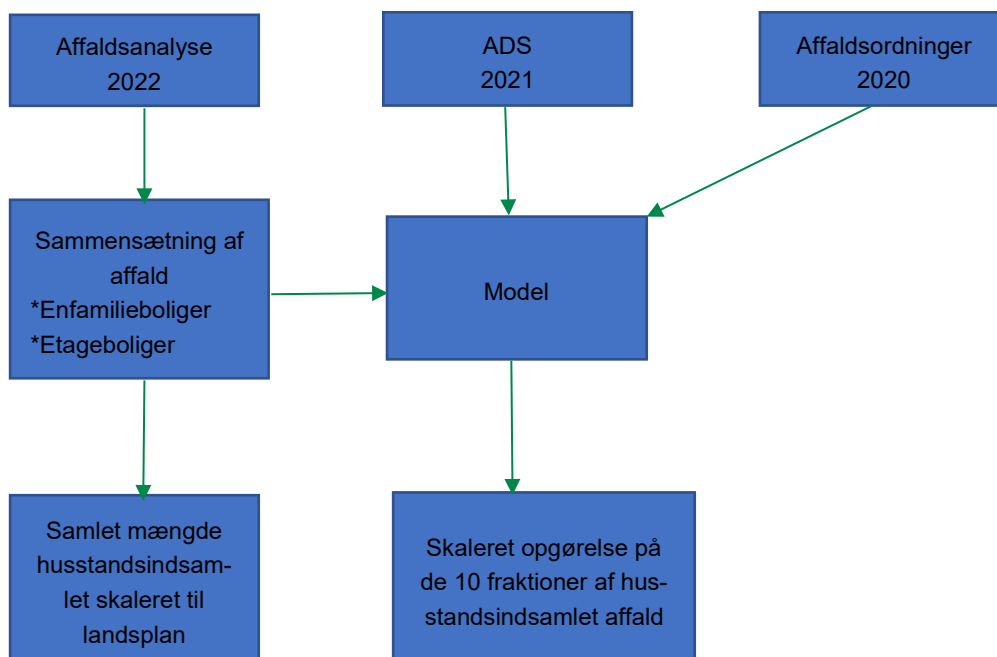 Affaldsanalyse
2022
ADS
2021
Affaldsordninger
2020
Sammensætning af
affald
*Enfamilieboliger
*Etageboliger
Model
Samlet mængde
husstandsindsam-
let skaleret til
landsplan
Skaleret opgørelse på
de 10 fraktioner af hus-
standsindsamlet affald